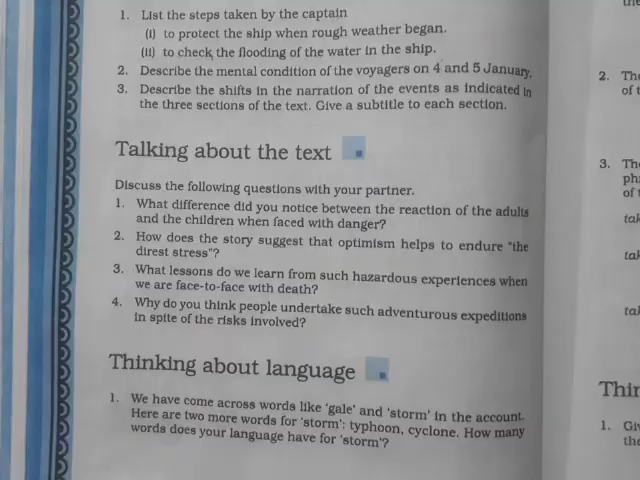 1. List the steps taken by the captain
(i) to protect the ship when rough weather began.
(ii) to check the flooding of the water in the ship.
2. Describe the mental condition of the voyagers on 4 and 5 January.
3. Describe the shifts in the narration of the events as indicated in
the three sections of the text. Give a subtitle to each section.
Talking about the text
Discuss the following questions with your partner.
1. What difference did you notice between the reaction of the adults
and the children when faced with danger?
2. How does the story suggest that optimism helps to endure "the
direst stress"?
3. What lessons do we learn from such hazardous experiences when
we are face-to-face with death?
4. Why do you think people undertake such adventurous expeditions
in spite of the risks involved?
Thinking about language
1. We have come across words like 'gale' and 'storm' in the account.
Here are two more words for 'storm': typhoon, cyclone. How many
words does your language have for 'storm'?
2.
of
3.
of
1.